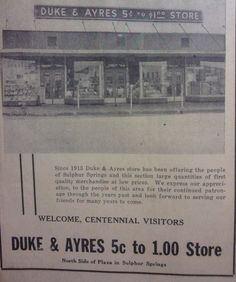 DUKE & AYRES 5¢ TO $1.00 STORE
Since 1915 Duke & Ayres store has been offering the people
of Sulphur Springs and this section large quantities of first
quality merchandise at low prices. We express our appreci-
ation, to the people of this area for their continued patron-
age through the years past and look forward to serving our
friends for many years to come.
WELCOME, CENTENNIAL VISITORS
DUKE & AYRES 5c to 1.00 Store
North Side of Plaza in Sulphur Springs